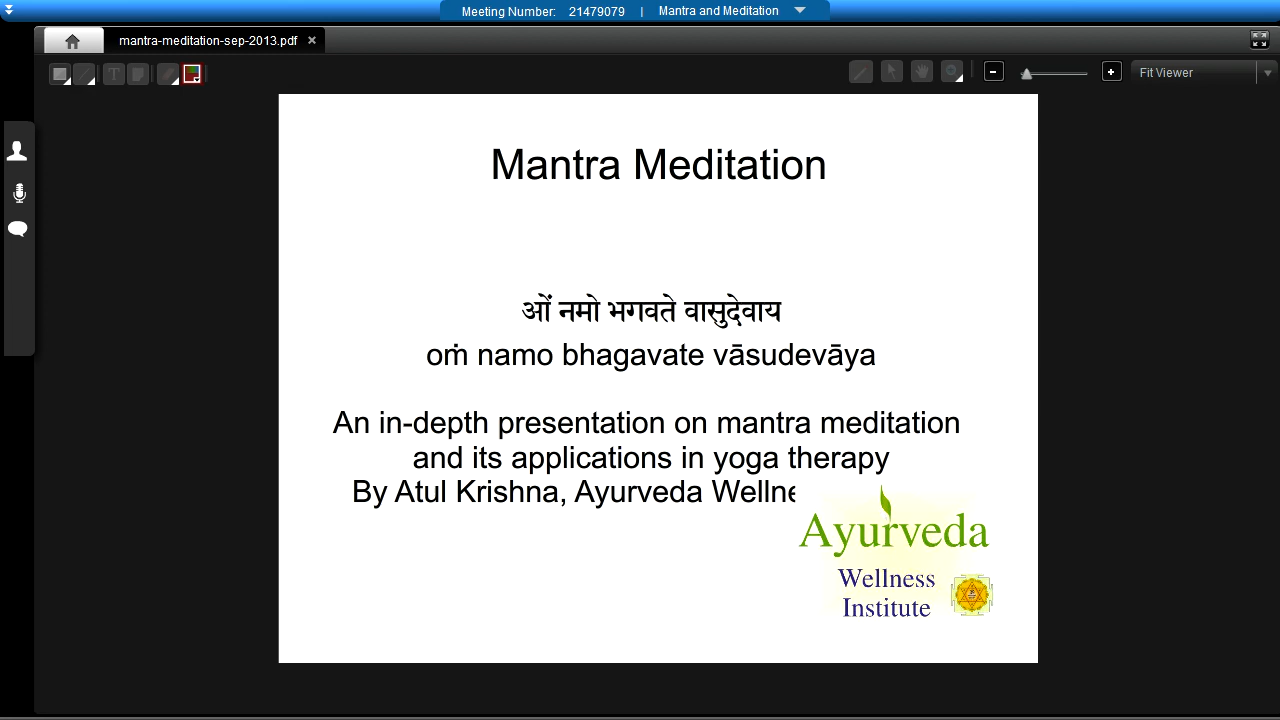 Meeting Number: 21479079 | Mantra and Meditation
mantra-meditation-sep-2013.pdf
T
Fit Viewer
Mantra Meditation
ओं नमो भगवते वासुदेवाय
oṁ namo bhagavate vāsudevāya
An in-depth presentation on mantra meditation
and its applications in yoga therapy
By Atul Krishna, Ayurveda Wellne
Ayurveda
Wellness
Institute